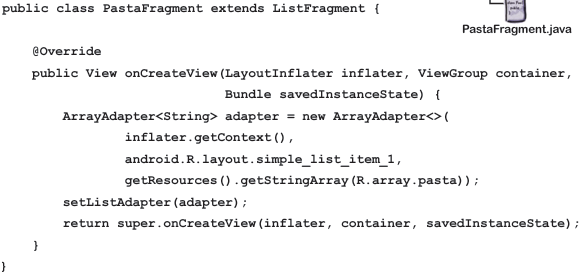 public class PastaFragment extends ListFragment {
PastaFragment.java
@Override
public View onCreateView(LayoutInflater inflater, ViewGroup container,
Bundle savedInstanceState) {
ArrayAdapter<String> adapter = new ArrayAdapter<>(
inflater.getContext(),
android.R.layout.simple_list_item_1,
getResources().getStringArray(R.array.pasta));
setListAdapter(adapter);
return super.onCreateView(inflater, container, savedInstanceState);
}
}